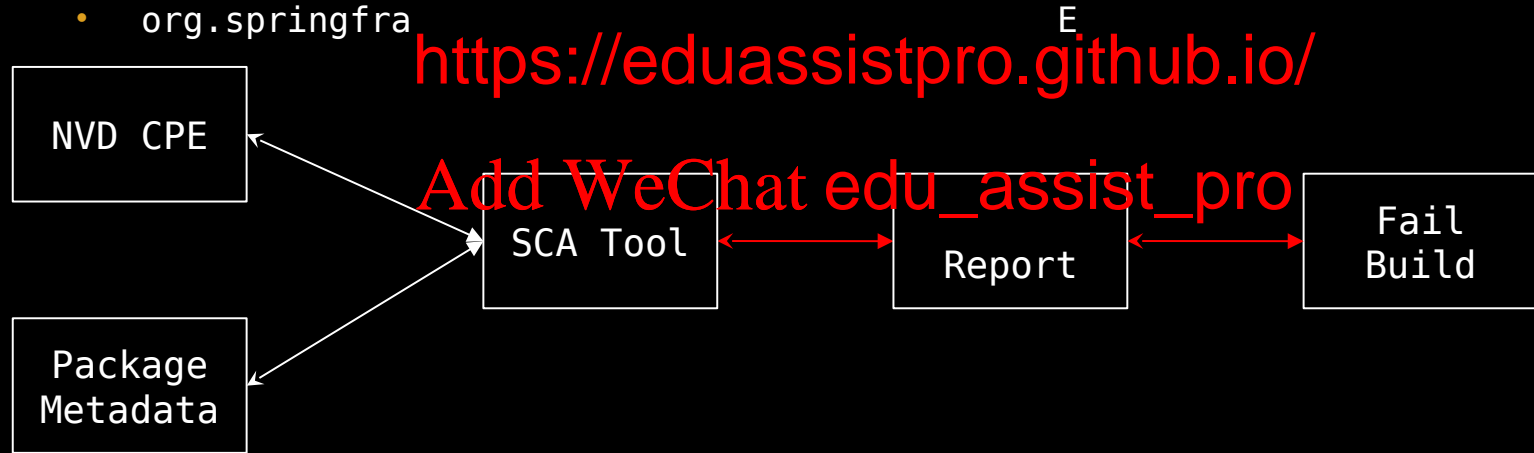 • org.springfra E
https://eduassistpro.github.io/
NVD CPE
Add WeChat edu_assist_pro
SCA Tool
Report
Fail
Build
Package
Metadata